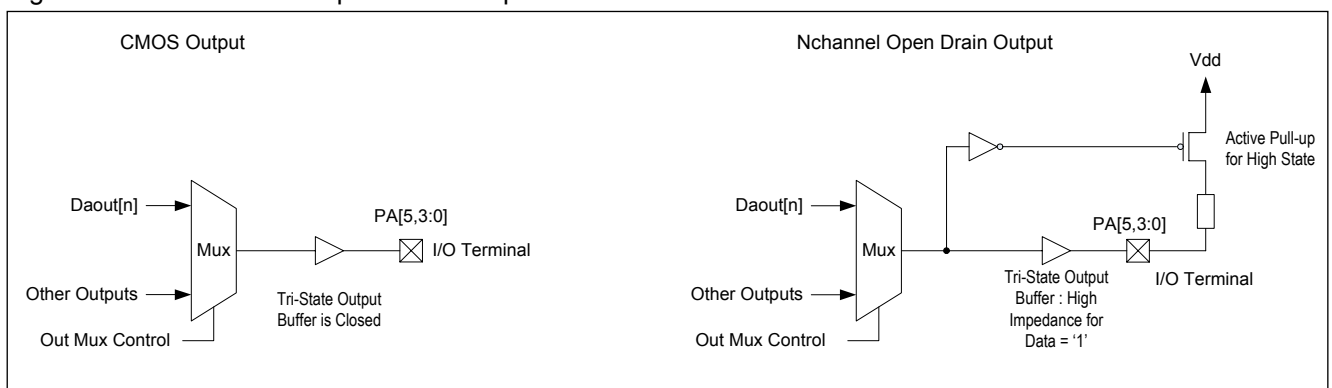 CMOS Output
Daout[n]
Mux
PA[5,3:0]
I/O Terminal
Other Outputs
Tri-State Output
Buffer is Closed
Out Mux Control
Nchannel Open Drain Output
Vdd
Active Pull-up
for High State
Daout[n]
Mux
PA[5,3:0]
I/O Terminal
Other Outputs
Tri-State Output
Buffer : High
Impedance for
Data = '1'
Out Mux Control